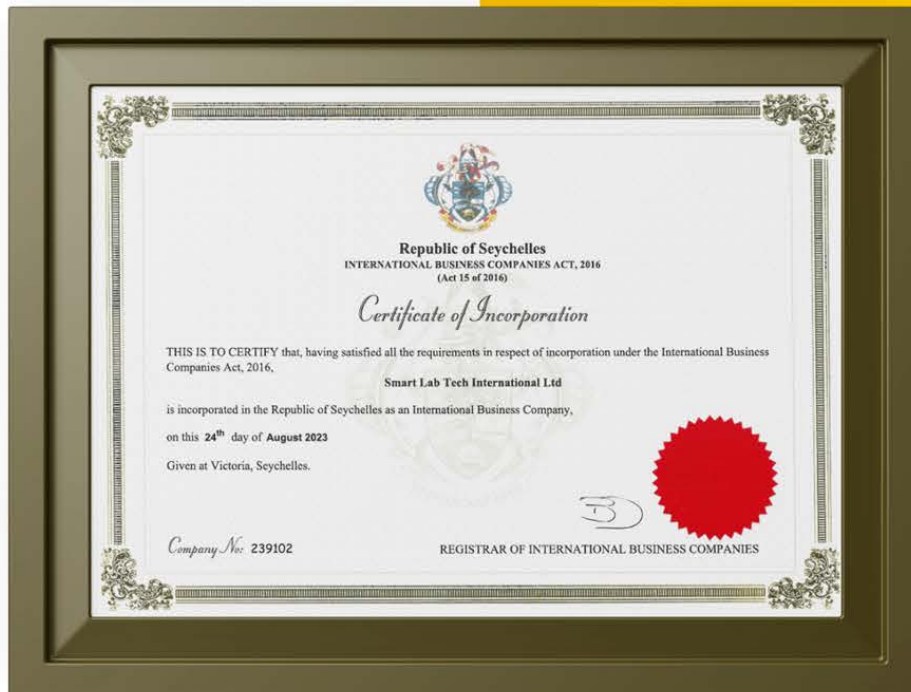 Republic of Seychelles
INTERNATIONAL BUSINESS COMPANIES ACT, 2016
(Act 15 of 2016)
Certificate of Incorporation
THIS IS TO CERTIFY that, having satisfied all the requirements in respect of incorporation under the International Business
Companies Act, 2016,
Smart Lab Tech International Ltd
is incorporated in the Republic of Seychelles as an International Business Company,
on this 24th day of August 2023
Given at Victoria, Seychelles.
Company No: 239102
REGISTRAR OF INTERNATIONAL BUSINESS COMPANIES